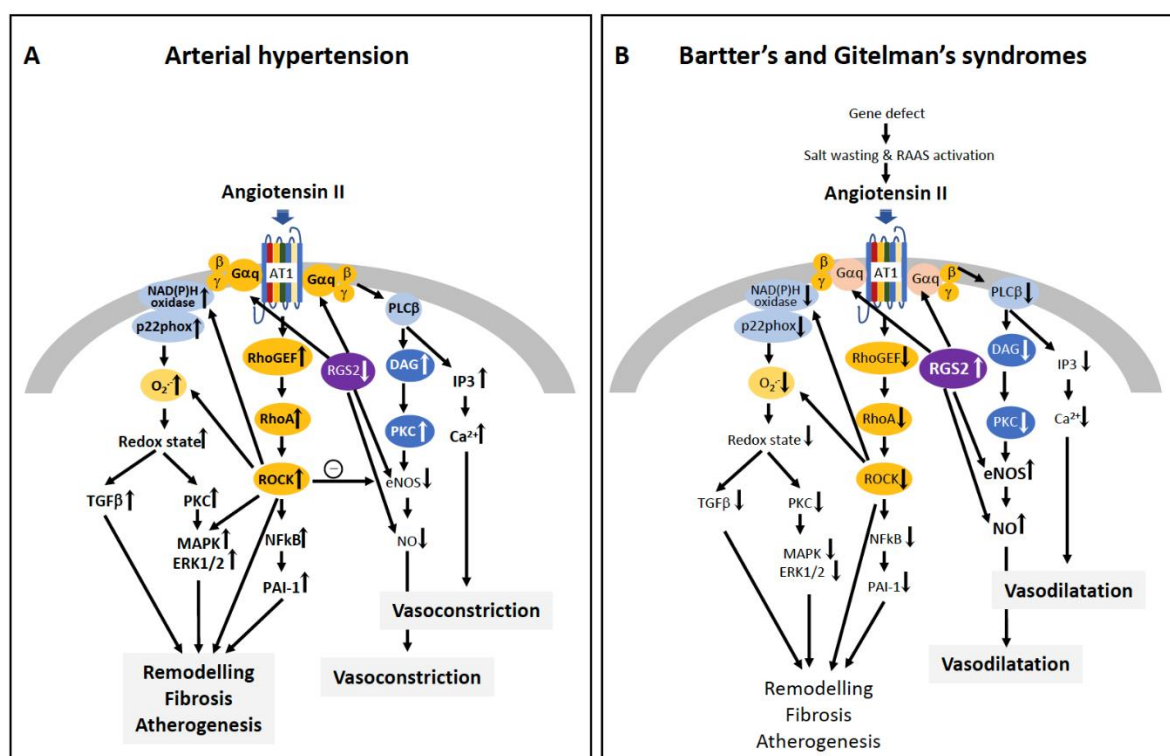 A Arterial hypertension
Angiotensin II
β
γ
Gαq
AT1
Gαq
β
γ
NAD(P)H ↑
oxidase
p22phox ↑
PLCβ
RhoGEF ↑
RGS2 ↓
DAG ↑
IP3 ↑
O₂·- ↑
RhoA ↑
PKC ↑
Ca²⁺ ↑
Redox state ↑
−
ROCK ↑
eNOS ↓
TGFβ ↑
PKC ↑
MAPK ↑
ERK1/2 ↑
NFkB ↑
NO ↓
PAI-1 ↑
Vasoconstriction
Remodelling
Fibrosis
Atherogenesis
Vasoconstriction
B Bartter’s and Gitelman’s syndromes
Gene defect
Salt wasting & RAAS activation
Angiotensin II
β
γ
Gαq
AT1
Gαq
β
γ
NAD(P)H ↓
oxidase
p22phox ↓
PLCβ ↓
RhoGEF ↓
RGS2 ↑
DAG ↓
IP3 ↓
O₂·- ↓
RhoA ↓
PKC ↓
Ca²⁺ ↓
Redox state ↓
ROCK ↓
eNOS ↑
TGFβ ↓
PKC ↓
NO ↑
MAPK ↓
ERK1/2 ↓
NFkB ↓
PAI-1 ↓
Vasodilatation
Vasodilatation
Remodelling
Fibrosis
Atherogenesis